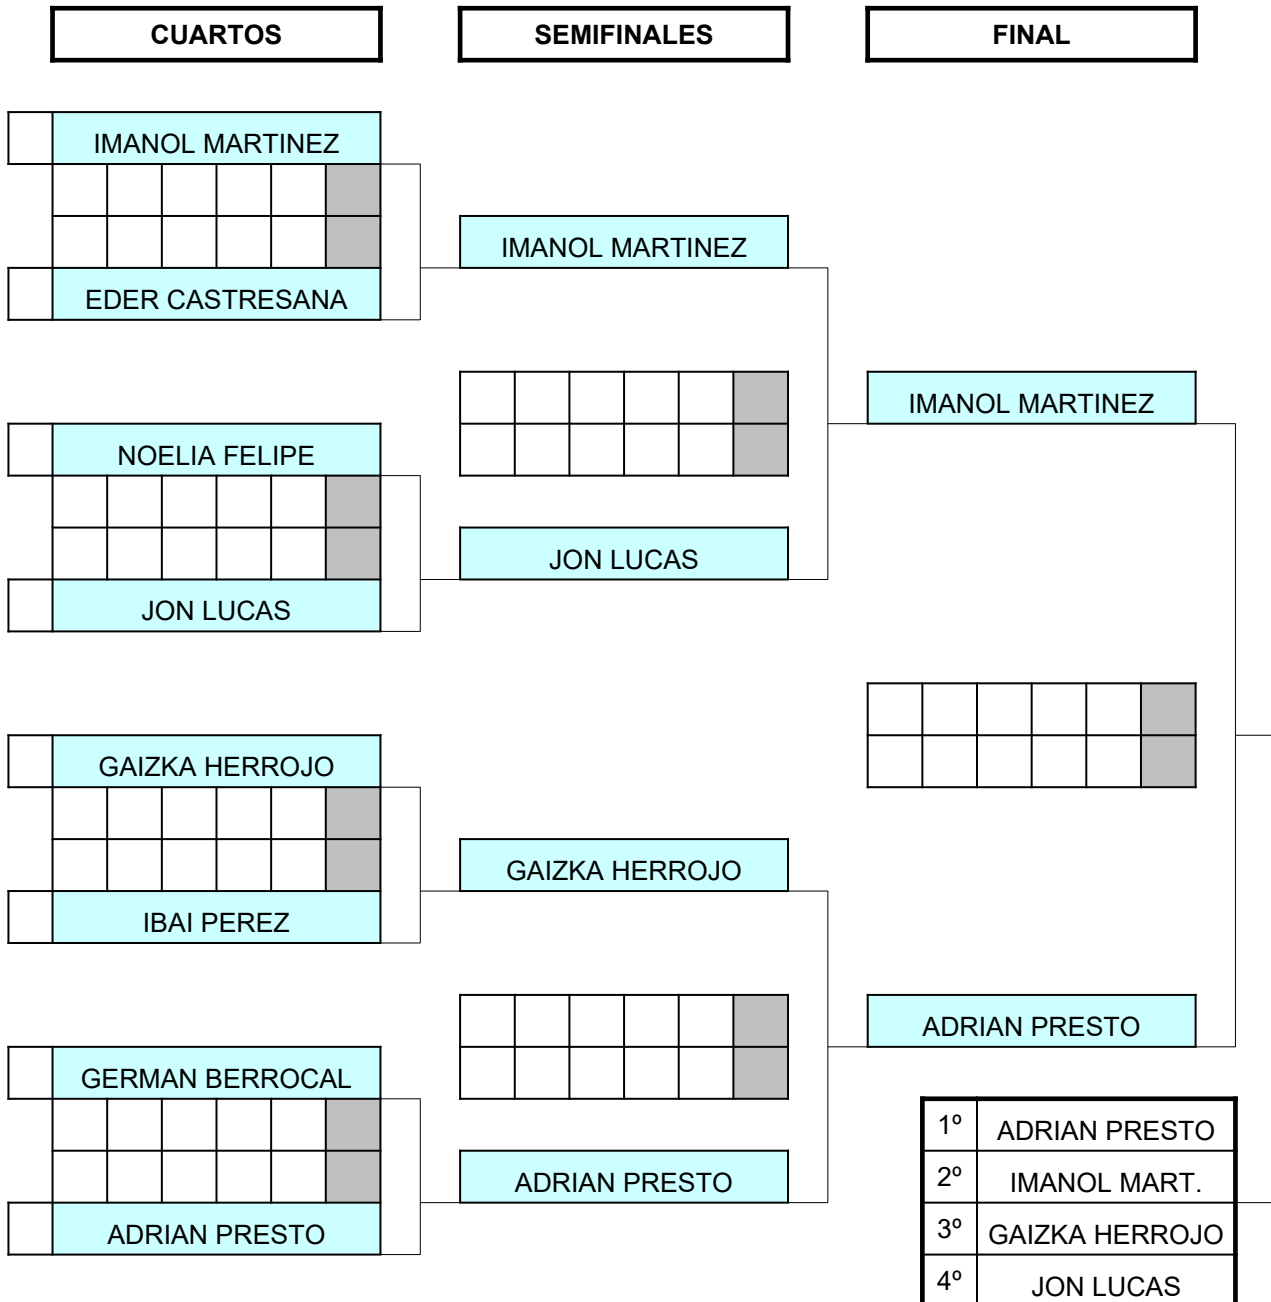 CUARTOS
SEMIFINALES
FINAL
IMANOL MARTINEZ
EDER CASTRESANA
NOELIA FELIPE
JON LUCAS
GAIZKA HERROJO
IBAI PEREZ
GERMAN BERROCAL
ADRIAN PRESTO
IMANOL MARTINEZ
JON LUCAS
GAIZKA HERROJO
ADRIAN PRESTO
IMANOL MARTINEZ
ADRIAN PRESTO
1º ADRIAN PRESTO
2º IMANOL MART.
3º GAIZKA HERROJO
4º JON LUCAS